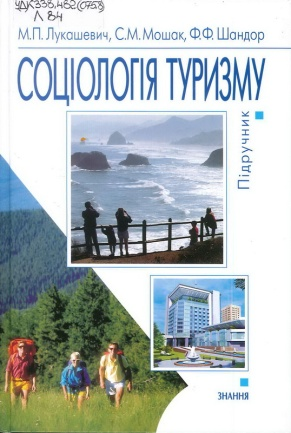 УДК 338.482(075.8)
Л 84
М.П. Лукашевич, С.М. Мошак, Ф.Ф. Шандор
СОЦІОЛОГІЯ ТУРИЗМУ
Підручник
ЗНАННЯ